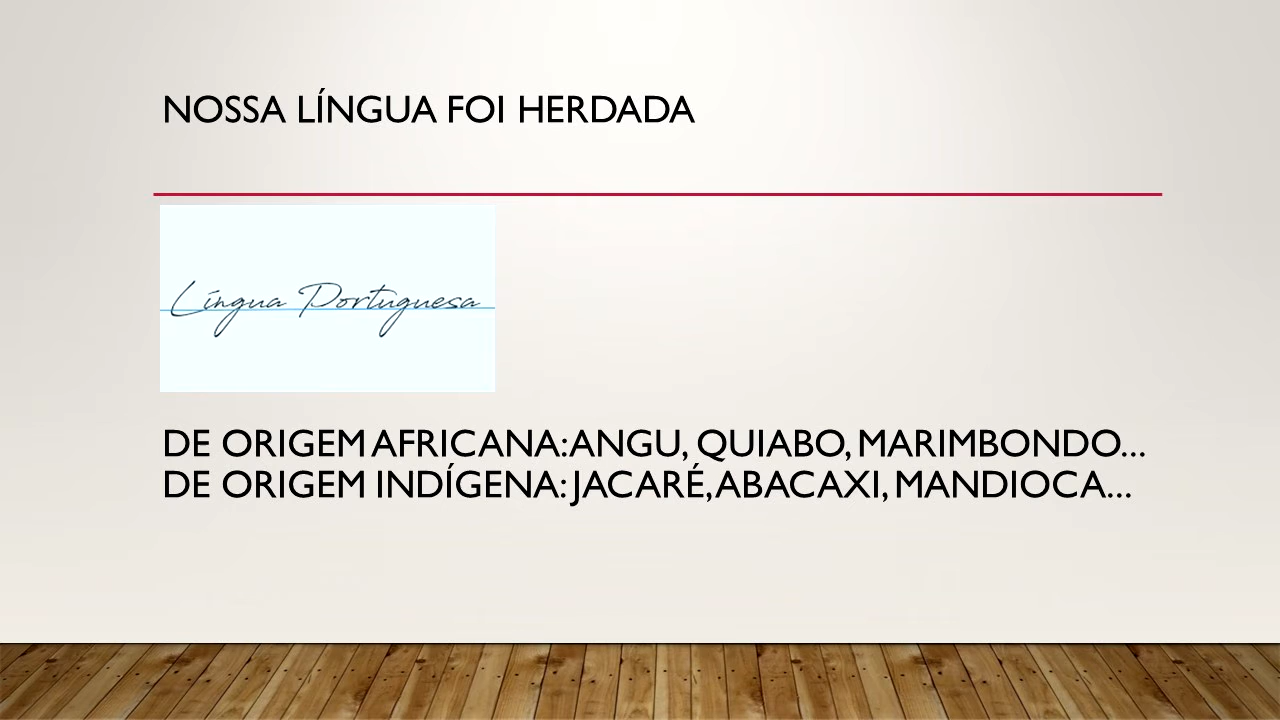 NOSSA LÍNGUA FOI HERDADA
Língua Portuguesa
DE ORIGEM AFRICANA: ANGU, QUIABO, MARIMBONDO...
DE ORIGEM INDÍGENA: JACARÉ, ABACAXI, MANDIOCA...